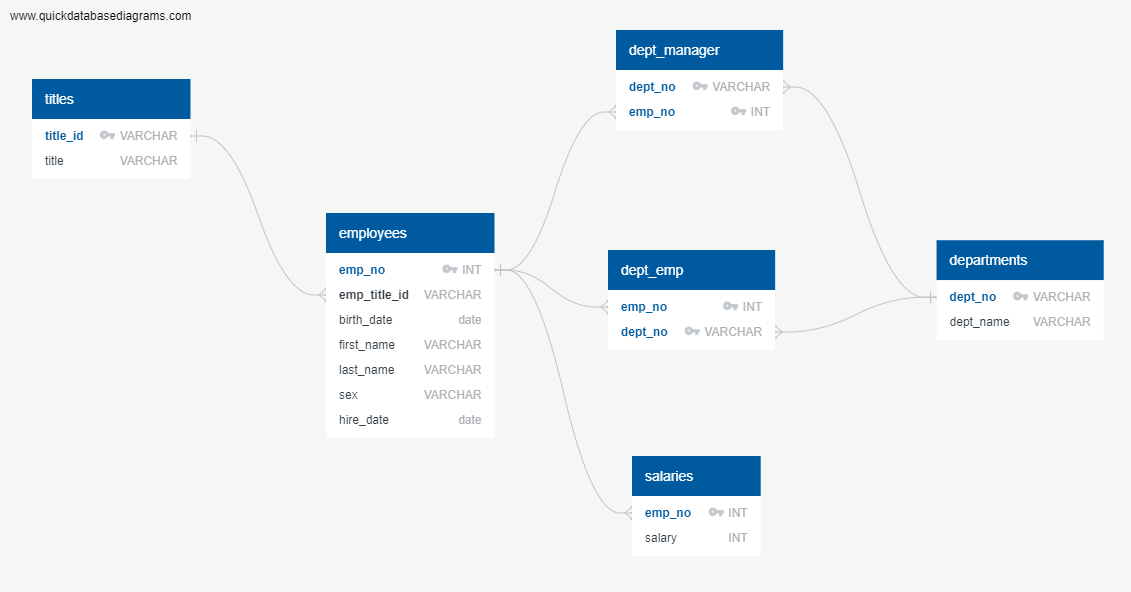 www.quickdatabasediagrams.com
titles
title_id VARCHAR
title VARCHAR
employees
emp_no INT
emp_title_id VARCHAR
birth_date date
first_name VARCHAR
last_name VARCHAR
sex VARCHAR
hire_date date
dept_manager
dept_no VARCHAR
emp_no INT
dept_emp
emp_no INT
dept_no VARCHAR
salaries
emp_no INT
salary INT
departments
dept_no VARCHAR
dept_name VARCHAR